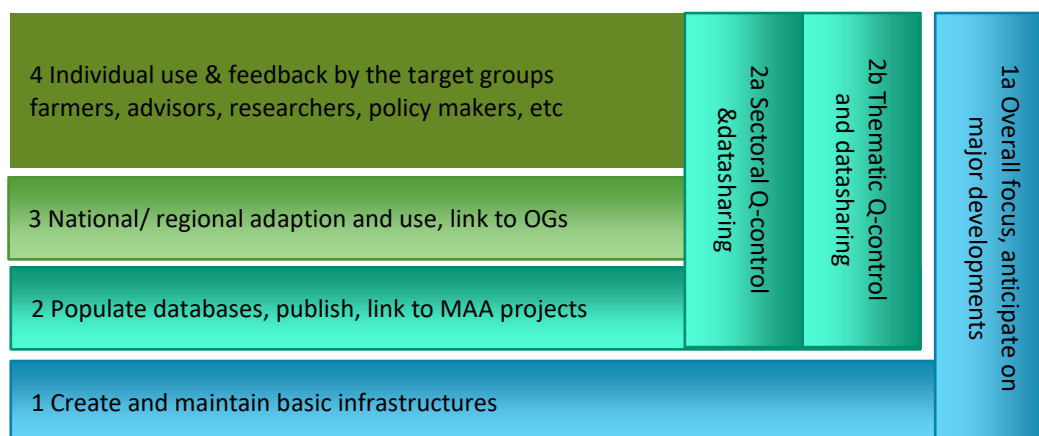 4 Individual use & feedback by the target groups
farmers, advisors, researchers, policy makers, etc
3 National/ regional adaption and use, link to OGs
2 Populate databases, publish, link to MAA projects
1 Create and maintain basic infrastructures
2a Sectoral Q-control
&datasharing
2b Thematic Q-control
and datasharing
1a Overall focus, anticipate on
major developments